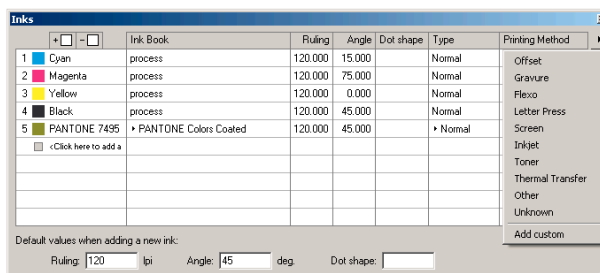 Inks
+ - Ink Book Ruling Angle Dot shape Type Printing Method
1 Cyan process 120.000 15.000 Normal
2 Magenta process 120.000 75.000 Normal
3 Yellow process 120.000 0.000 Normal
4 Black process 120.000 45.000 Normal
5 PANTONE 7495 PANTONE Colors Coated 120.000 45.000 Normal
<Click here to add a
Offset
Gravure
Flexo
Letter Press
Screen
Inkjet
Toner
Thermal Transfer
Other
Unknown
Add custom
Default values when adding a new ink:
Ruling: 120 lpi Angle: 45 deg. Dot shape: